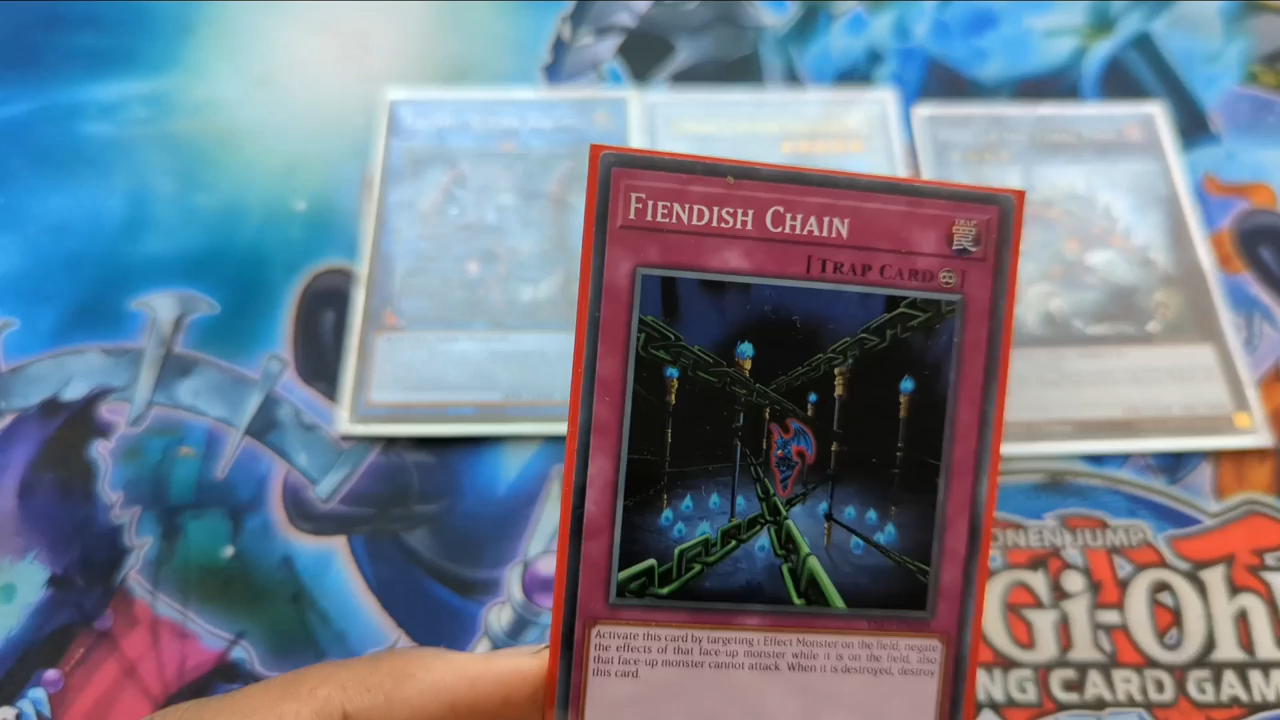 FIENDISH CHAIN
TRAP
罠
[TRAP CARD ]
Activate this card by targeting 1 Effect Monster on the field; negate
the effects of that face-up monster while it is on the field, also
that face-up monster cannot attack. When it is destroyed, destroy
this card.
ONEN JUMP
Gi-Oh
NG CARD GAM